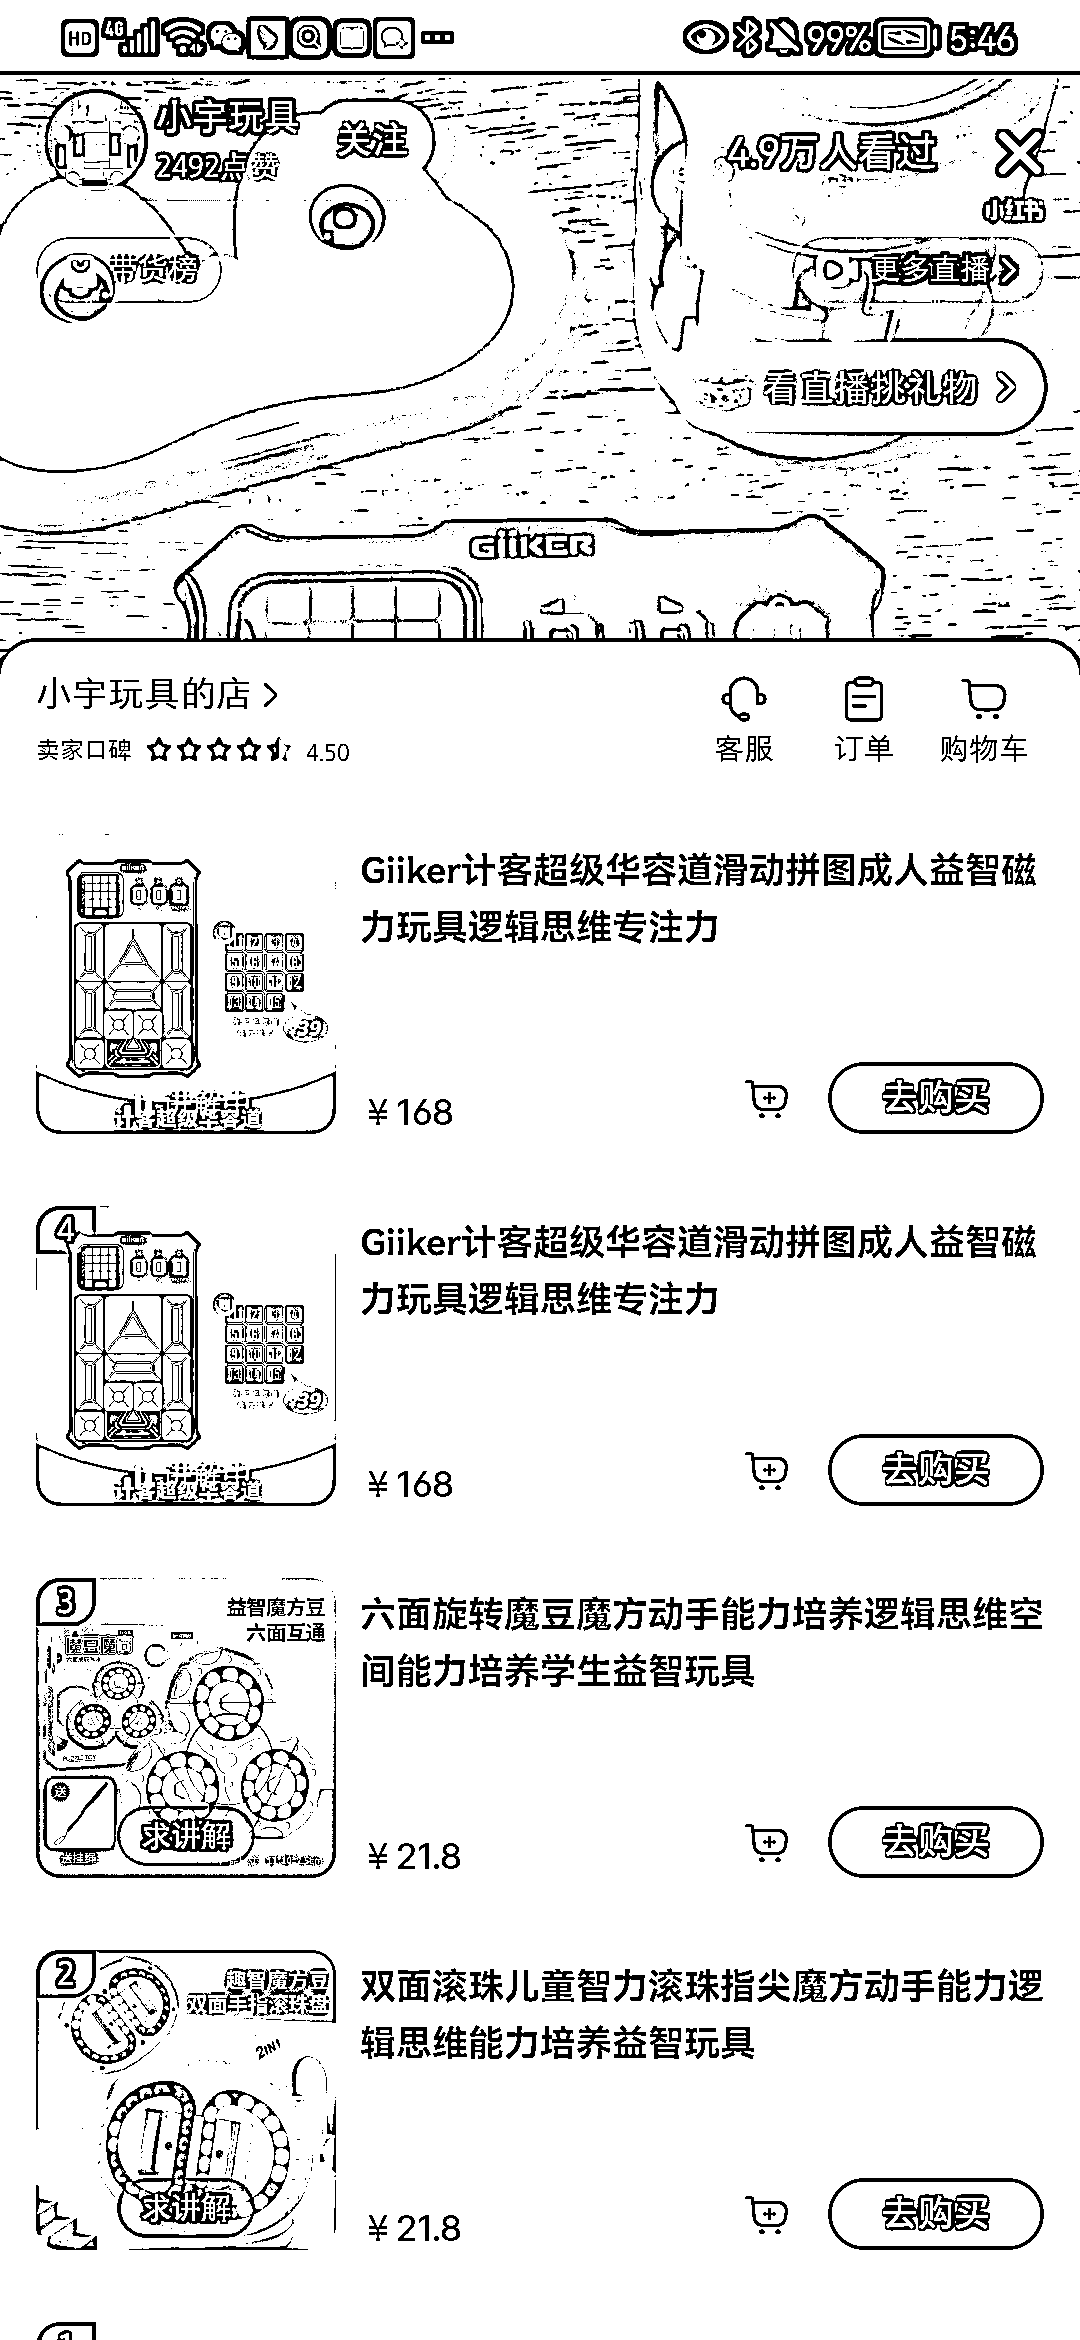 HD 4G 99% 5:46
小宇玩具
关注
2492点赞
4.9万人看过
小红书
带货榜
更多直播
看直播挑礼物
GiiKER
小宇玩具的店
卖家口碑 4.50
客服 订单 购物车
Giiker计客超级华容道滑动拼图成人益智磁
力玩具逻辑思维专注力
讲解中
计客超级华容道
¥168
去购买
4
Giiker计客超级华容道滑动拼图成人益智磁
力玩具逻辑思维专注力
讲解中
计客超级华容道
¥168
去购买
3
益智魔方豆
六面互通
魔豆魔方
送
求讲解
六面旋转魔豆魔方动手能力培养逻辑思维空
间能力培养学生益智玩具
¥21.8
去购买
2
趣智魔方豆
双面手指滚珠盘
2IN1
求讲解
双面滚珠儿童智力滚珠指尖魔方动手能力逻
辑思维能力培养益智玩具
¥21.8
去购买